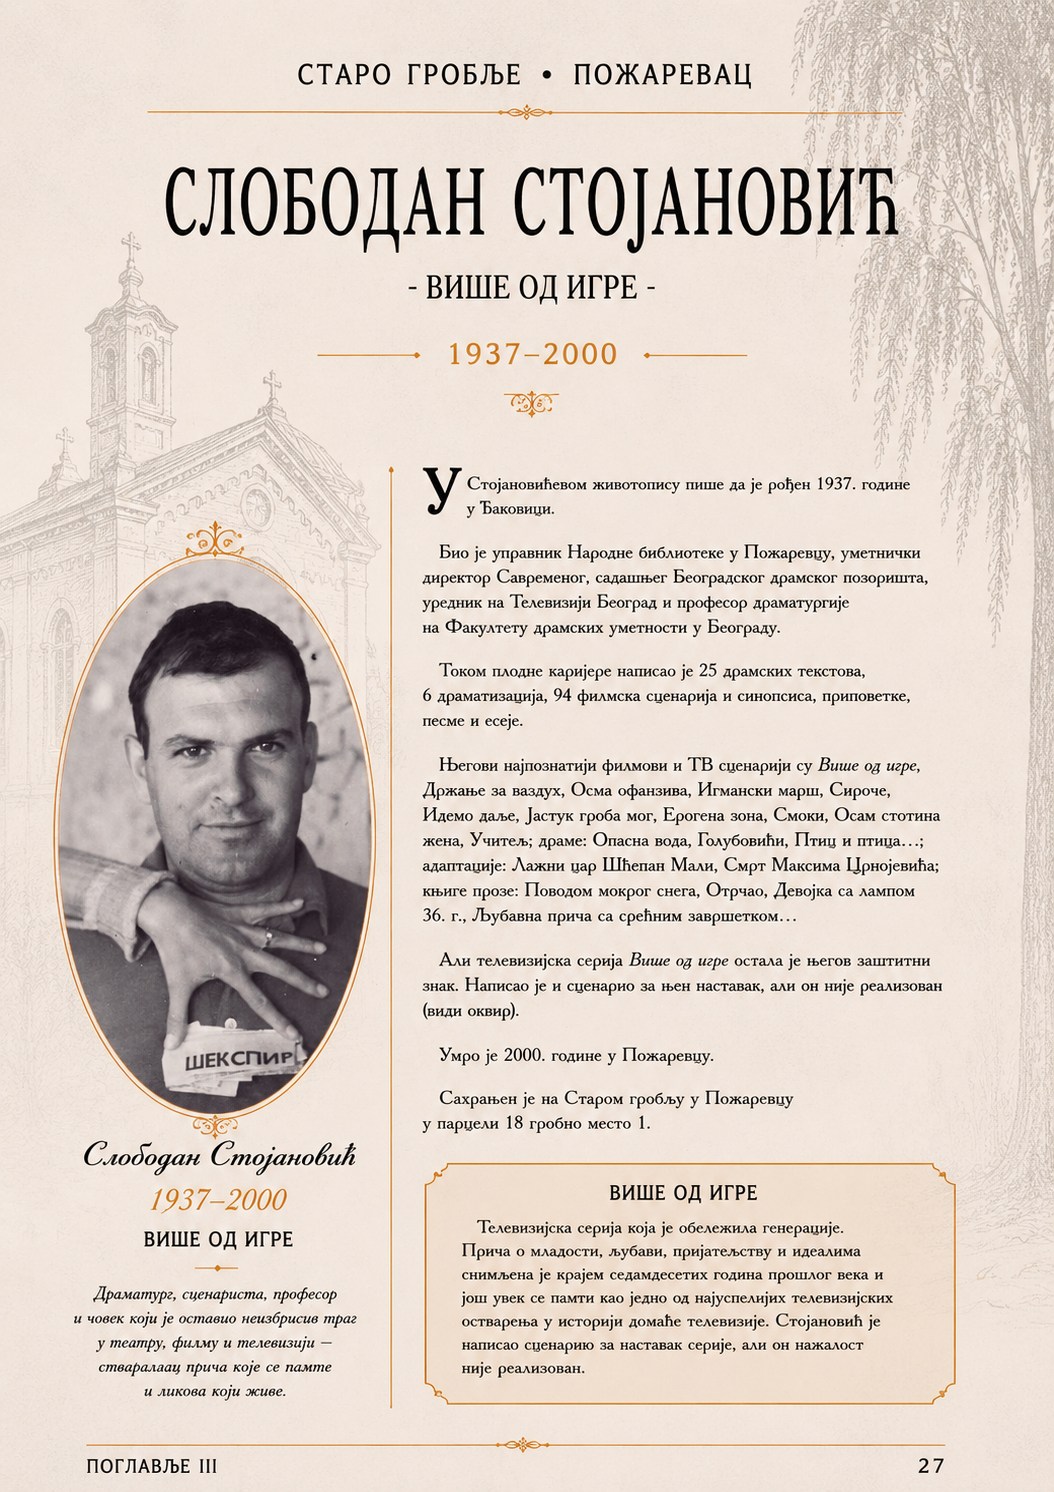 СТАРО ГРОБЉЕ • ПОЖАРЕВАЦ
СЛОБОДАН СТОЈАНОВИЋ
- ВИШЕ ОД ИГРЕ -
1937–2000
У Стојановићевом животопису пише да је рођен 1937. године
у Ђаковици.
Био је управник Народне библиотеке у Пожаревцу, уметнички
директор Савременог, садашњег Београдског драмског позоришта,
уредник на Телевизији Београд и професор драматургије
на Факултету драмских уметности у Београду.
Током плодне каријере написао је 25 драмских текстова,
6 драматизација, 94 филмска сценарија и синопсиса, приповетке,
песме и есеје.
Његови најпознатији филмови и ТВ сценарији су Више од игре,
Држање за ваздух, Осма офанзива, Игмански марш, Сироче,
Идемо даље, Јастук гроба мог, Ерогена зона, Смоки, Осам стотина
жена, Учитељ; драме: Опасна вода, Голубовићи, Птиц и птица…;
адаптације: Лажни цар Шћепан Мали, Смрт Максима Црнојевића;
књиге прозе: Поводом мокрог снега, Отрчао, Девојка са лампом
36. г., Љубавна прича са срећним завршетком…
Али телевизијска серија Више од игре остала је његов заштитни
знак. Написао је и сценарио за њен наставак, али он није реализован
(види оквир).
Умро је 2000. године у Пожаревцу.
Сахрањен је на Старом гробљу у Пожаревцу
у парцели 18 гробно место 1.
ШЕКСПИР
Слободан Стојановић
1937–2000
ВИШЕ ОД ИГРЕ
Драматург, сценариста, професор
и човек који је оставио неизбрисив траг
у театру, филму и телевизији —
стваралаац прича које се памте
и ликова који живе.
ВИШЕ ОД ИГРЕ
Телевизијска серија која је обележила генерације.
Прича о младости, љубави, пријатељству и идеалима
снимљена је крајем седамдесетих година прошлог века и
још увек се памти као једно од најуспелијих телевизијских
остварења у историји домаће телевизије. Стојановић је
написао сценарију за наставак серије, али он нажалост
није реализован.
ПОГЛАВЉЕ III
27